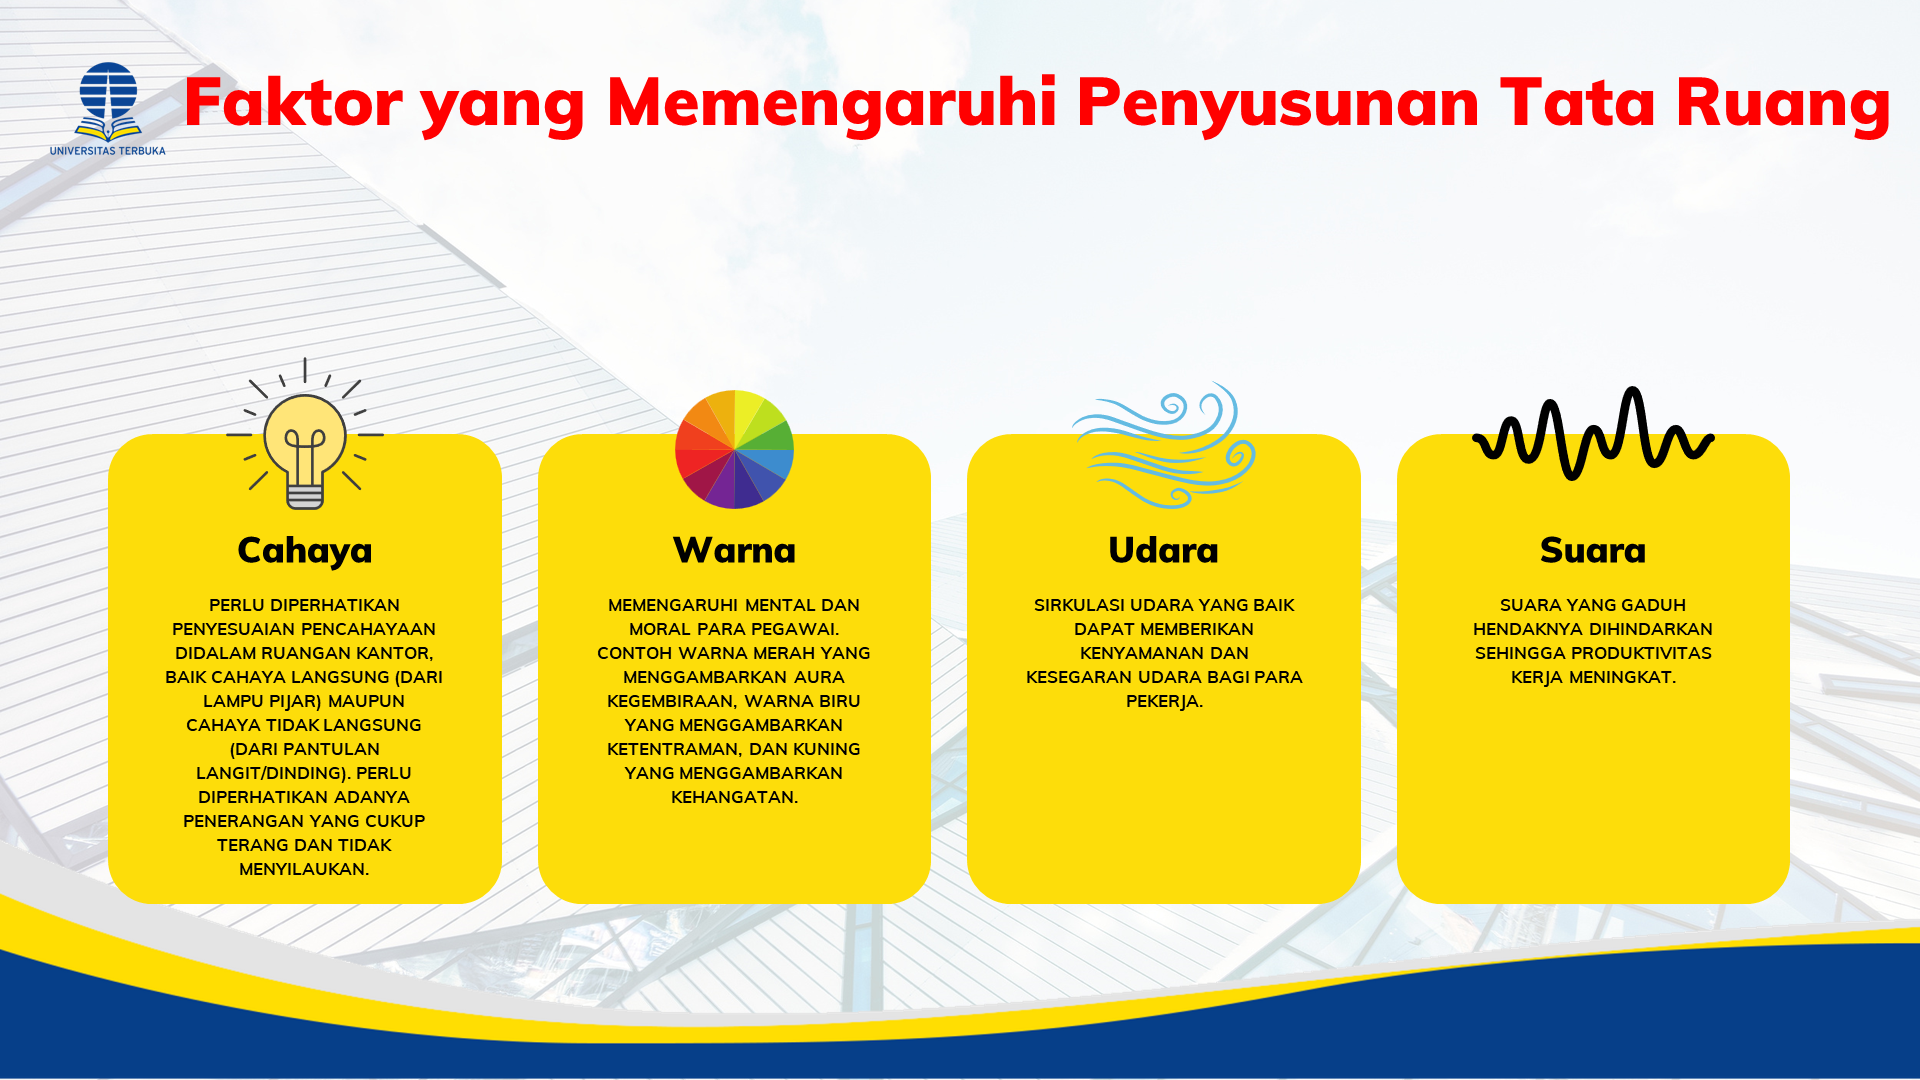 UNIVERSITAS TERBUKA
Faktor yang Memengaruhi Penyusunan Tata Ruang
Cahaya
PERLU DIPERHATIKAN
PENYESUAIAN PENCAHAYAAN
DIDALAM RUANGAN KANTOR,
BAIK CAHAYA LANGSUNG (DARI
LAMPU PIJAR) MAUPUN
CAHAYA TIDAK LANGSUNG
(DARI PANTULAN
LANGIT/DINDING). PERLU
DIPERHATIKAN ADANYA
PENERANGAN YANG CUKUP
TERANG DAN TIDAK
MENYILAUKAN.
Warna
MEMENGARUHI MENTAL DAN
MORAL PARA PEGAWAI.
CONTOH WARNA MERAH YANG
MENGGAMBARKAN AURA
KEGEMBIRAAN, WARNA BIRU
YANG MENGGAMBARKAN
KETENTRAMAN, DAN KUNING
YANG MENGGAMBARKAN
KEHANGATAN.
Udara
SIRKULASI UDARA YANG BAIK
DAPAT MEMBERIKAN
KENYAMANAN DAN
KESEGARAN UDARA BAGI PARA
PEKERJA.
Suara
SUARA YANG GADUH
HENDAKNYA DIHINDARKAN
SEHINGGA PRODUKTIVITAS
KERJA MENINGKAT.